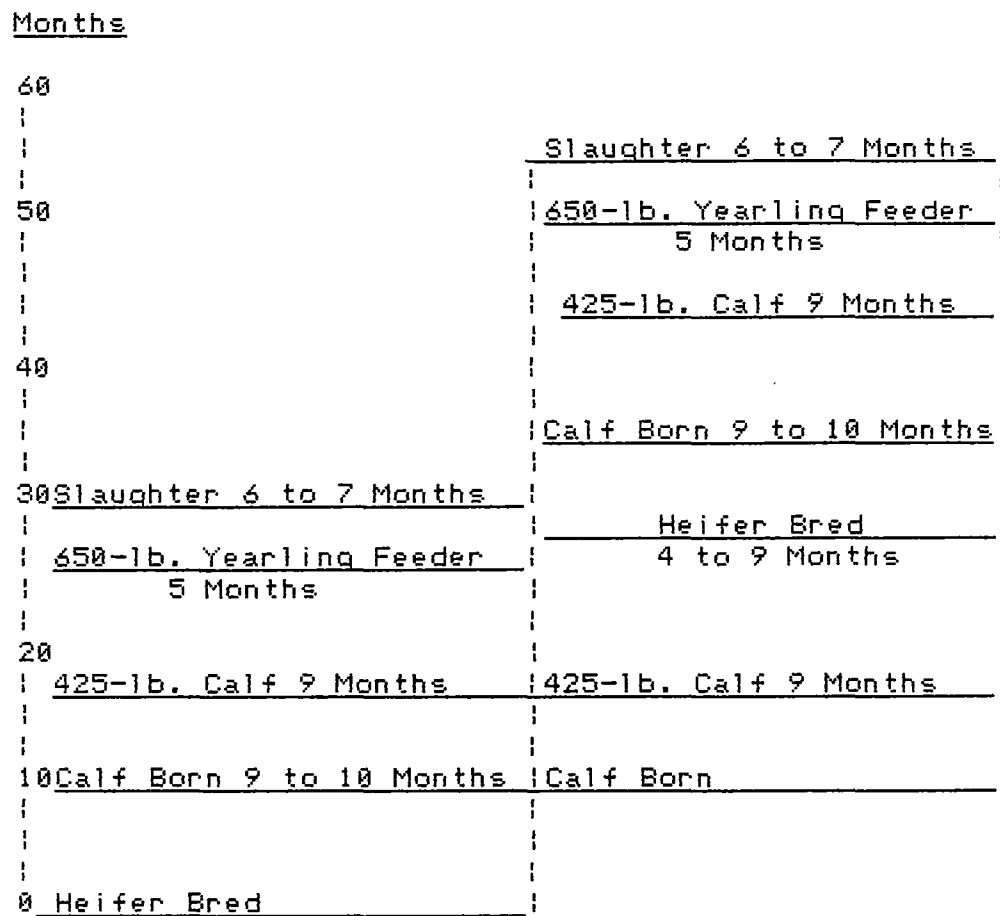 Months
60
Slaughter 6 to 7 Months
50 650-lb. Yearling Feeder
5 Months
425-lb. Calf 9 Months
40
Calf Born 9 to 10 Months
30 Slaughter 6 to 7 Months
Heifer Bred
650-lb. Yearling Feeder 4 to 9 Months
5 Months
20
425-lb. Calf 9 Months 425-lb. Calf 9 Months
10 Calf Born 9 to 10 Months Calf Born
0 Heifer Bred